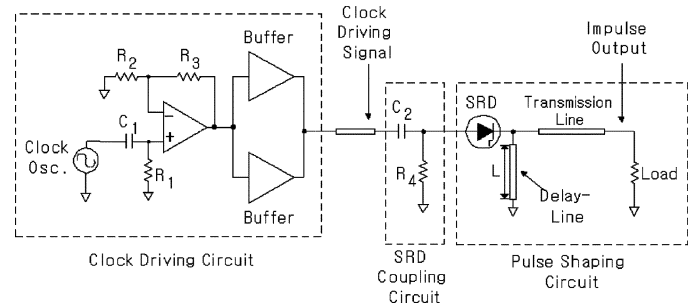 Clock
Driving
Signal
Impulse
Output
Buffer
R2
R3
C2
SRD
Transmission
Line
Clock
Osc.
C1
−
+
R1
R4
L
Load
Delay-
Line
Buffer
Clock Driving Circuit
SRD
Coupling
Circuit
Pulse Shaping
Circuit